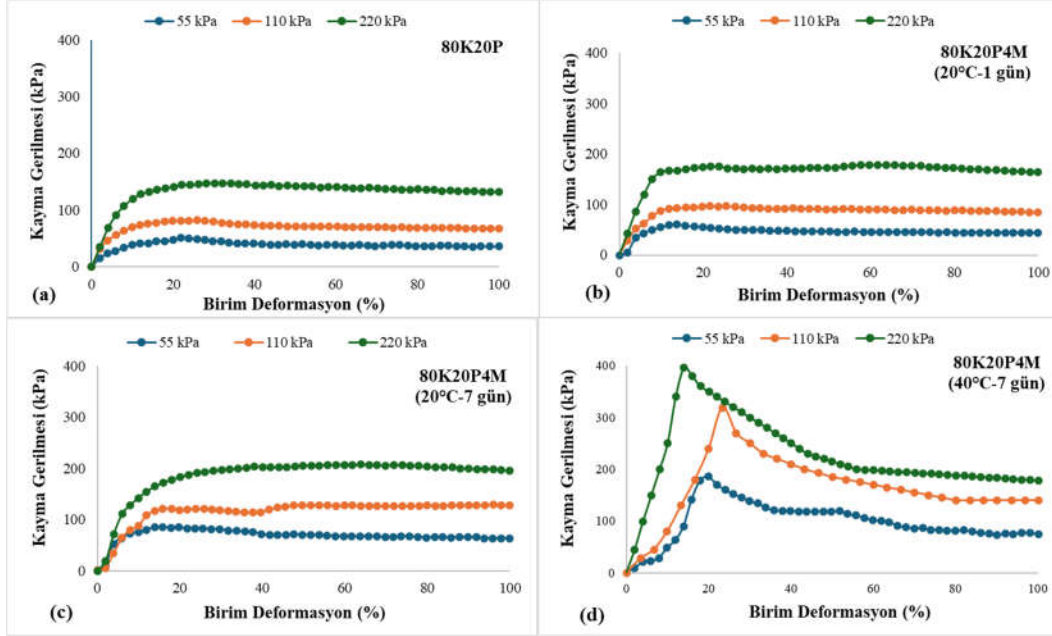 55 kPa 110 kPa 220 kPa
80K20P
Kayma Gerilmesi (kPa)
400
300
200
100
0
0 20 40 60 80 100
(a)
Birim Deformasyon (%)
55 kPa 110 kPa 220 kPa
80K20P4M
(20°C-1 gün)
Kayma Gerilmesi (kPa)
400
300
200
100
0
0 20 40 60 80 100
(b)
Birim Deformasyon (%)
55 kPa 110 kPa 220 kPa
80K20P4M
(20°C-7 gün)
Kayma Gerilmesi (kPa)
400
300
200
100
0
0 20 40 60 80 100
(c)
Birim Deformasyon (%)
55 kPa 110 kPa 220 kPa
80K20P4M
(40°C-7 gün)
Kayma Gerilmesi (kPa)
400
300
200
100
0
0 20 40 60 80 100
(d)
Birim Deformasyon (%)